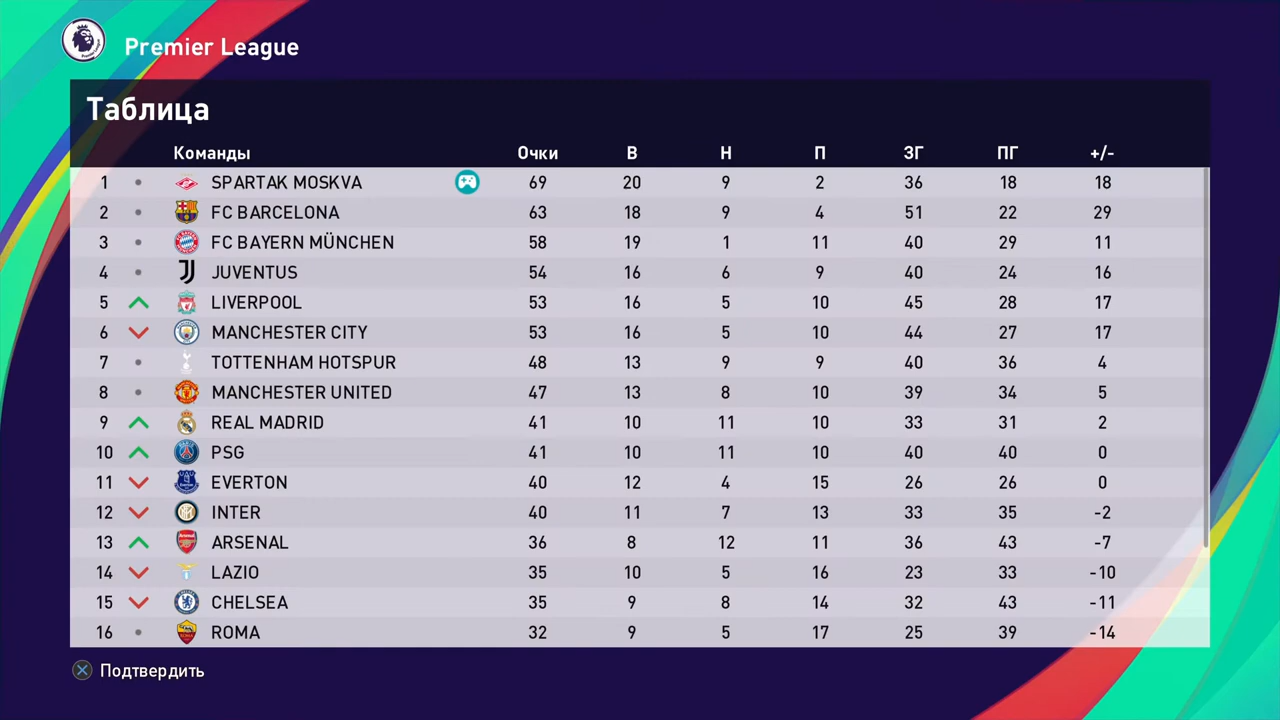 Premier League
Таблица
Команды Очки В Н П ЗГ ПГ +/-
1 SPARTAK MOSKVA 69 20 9 2 36 18 18
2 FC BARCELONA 63 18 9 4 51 22 29
3 FC BAYERN MÜNCHEN 58 19 1 11 40 29 11
4 JUVENTUS 54 16 6 9 40 24 16
5 LIVERPOOL 53 16 5 10 45 28 17
6 MANCHESTER CITY 53 16 5 10 44 27 17
7 TOTTENHAM HOTSPUR 48 13 9 9 40 36 4
8 MANCHESTER UNITED 47 13 8 10 39 34 5
9 REAL MADRID 41 10 11 10 33 31 2
10 PSG 41 10 11 10 40 40 0
11 EVERTON 40 12 4 15 26 26 0
12 INTER 40 11 7 13 33 35 -2
13 ARSENAL 36 8 12 11 36 43 -7
14 LAZIO 35 10 5 16 23 33 -10
15 CHELSEA 35 9 8 14 32 43 -11
16 ROMA 32 9 5 17 25 39 -14
Подтвердить